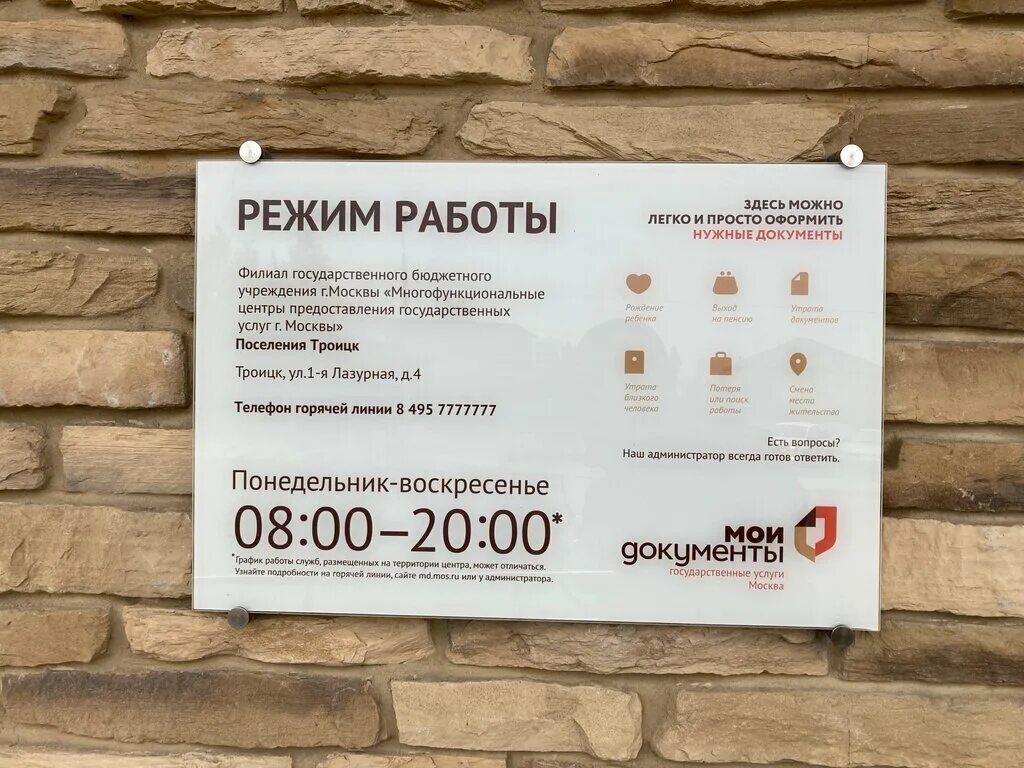 РЕЖИМ РАБОТЫ
Филиал государственного бюджетного
учреждения г.Москвы «Многофункциональные
центры предоставления государственных
услуг г. Москвы»
Поселения Троицк
Троицк, ул.1-я Лазурная, д.4
Телефон горячей линии 8 495 7777777
Понедельник-воскресенье
08:00–20:00*
*График работы служб, размещенных на территории центра, может отличаться.
Узнайте подробности на горячей линии, сайте md.mos.ru или у администратора.
ЗДЕСЬ МОЖНО
ЛЕГКО И ПРОСТО ОФОРМИТЬ
НУЖНЫЕ ДОКУМЕНТЫ
Рождение
ребенка
Выход
на пенсию
Утрата
документов
Утрата
близкого
человека
Потеря
или поиск
работы
Смена
места
жительства
Есть вопросы?
Наш администратор всегда готов ответить.
мои
документы
государственные услуги
Москва